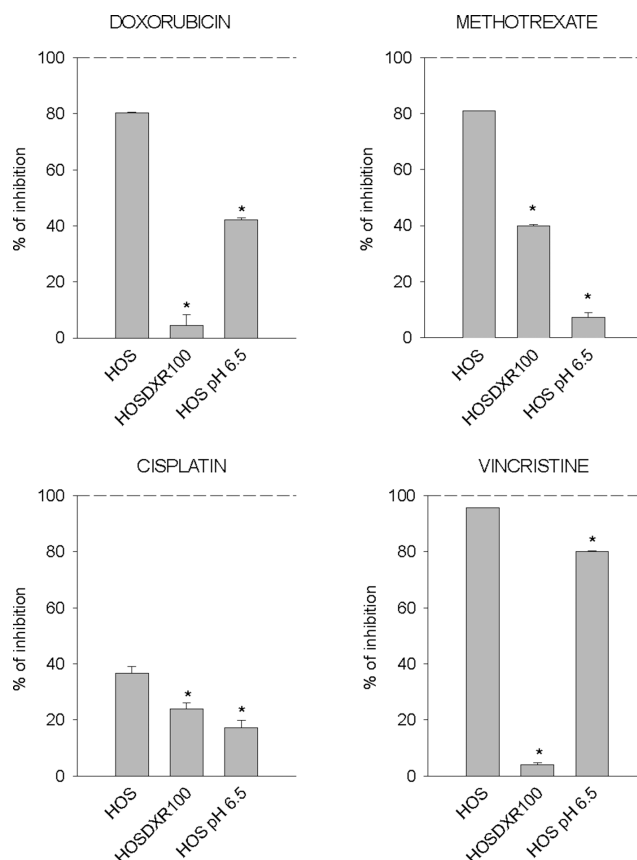 DOXORUBICIN
% of inhibition
100
80
60
40
20
0
*
*
HOS
HOSDXR100
HOS pH 6.5
METHOTREXATE
% of inhibition
100
80
60
40
20
0
*
*
HOS
HOSDXR100
HOS pH 6.5
CISPLATIN
% of inhibition
100
80
60
40
20
0
*
*
HOS
HOSDXR100
HOS pH 6.5
VINCRISTINE
% of inhibition
100
80
60
40
20
0
*
*
HOS
HOSDXR100
HOS pH 6.5